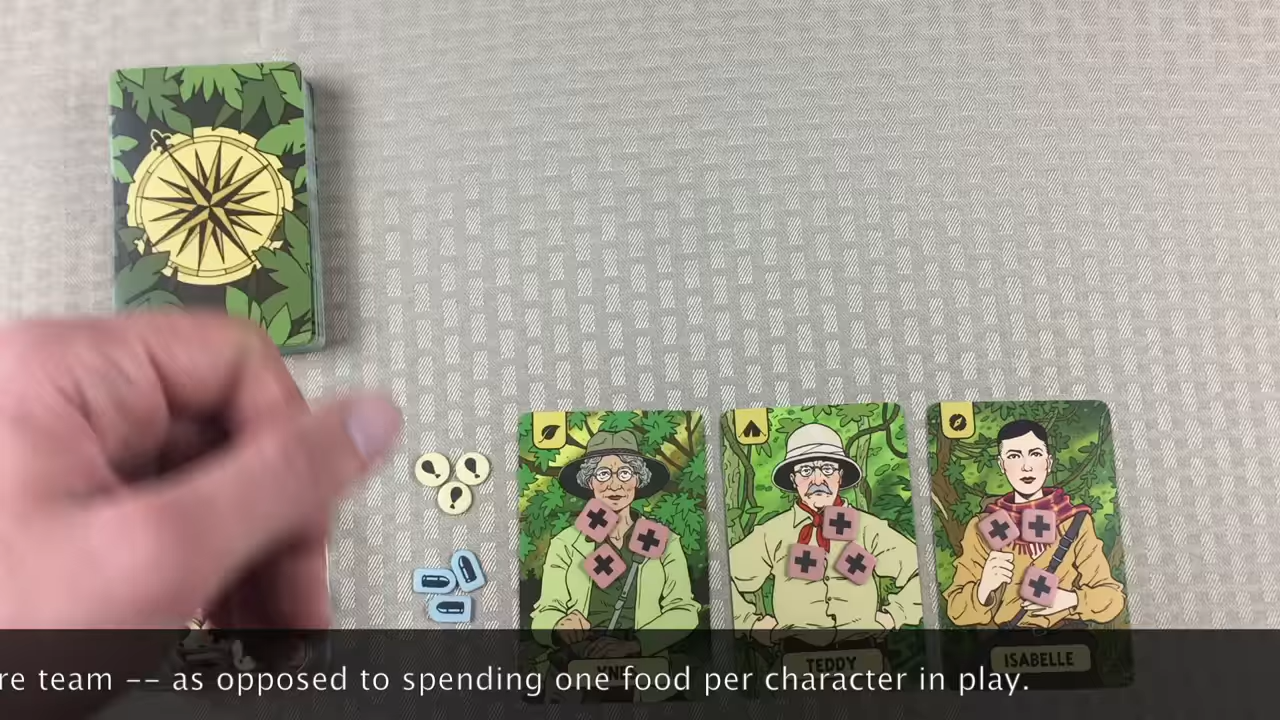 TEDDY
ISABELLE
re team -- as opposed to spending one food per character in play.